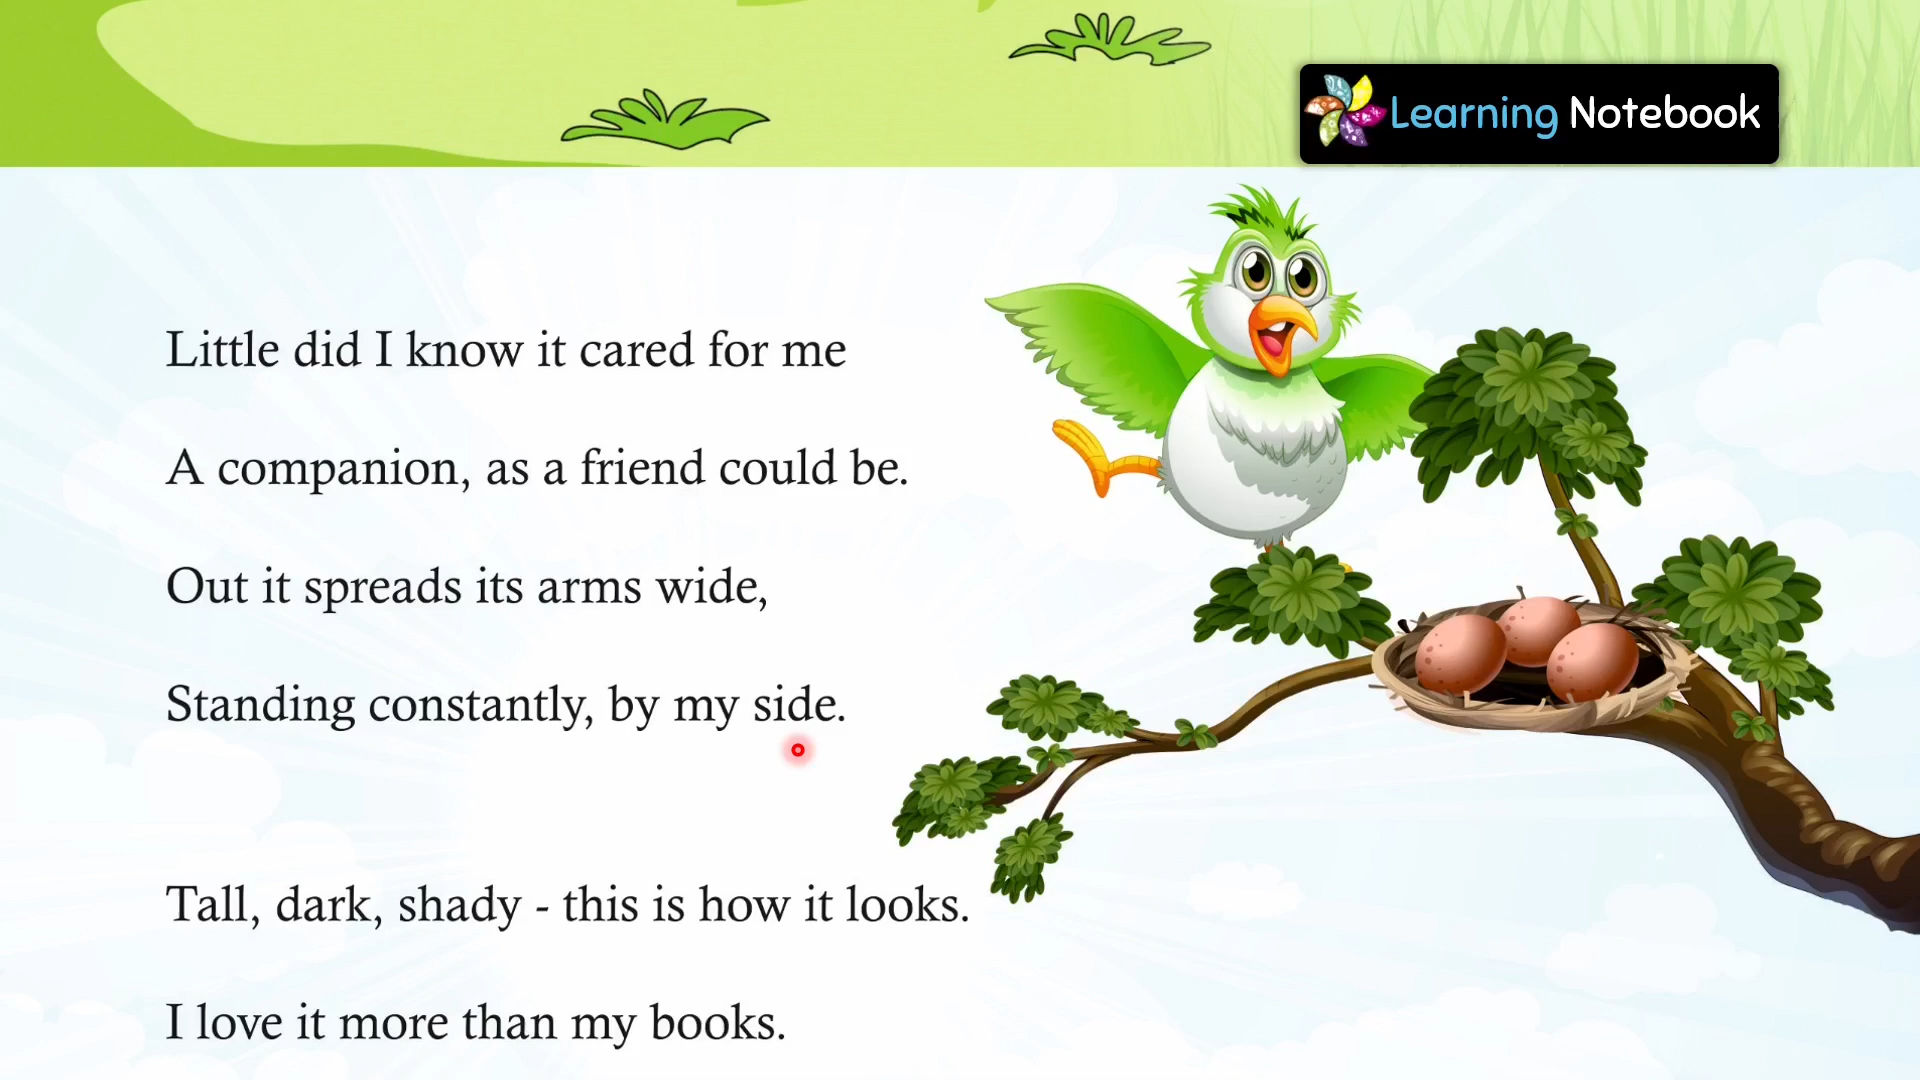 Learning Notebook
Little did I know it cared for me
A companion, as a friend could be.
Out it spreads its arms wide,
Standing constantly, by my side.
Tall, dark, shady - this is how it looks.
I love it more than my books.